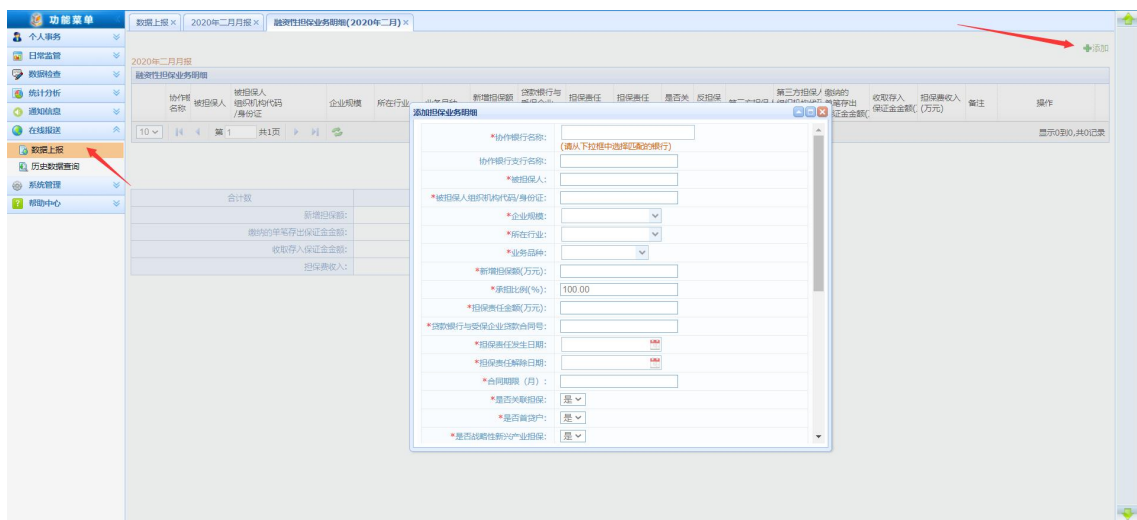 功能菜单
数据上报×
2020年二月月报×
融资性担保业务明细(2020年二月)×
个人事务
日常监管
数据检查
统计分析
通知信息
在线报送
数据上报
历史数据查询
系统管理
帮助中心
添加
2020年二月月报
融资性担保业务明细
名称
被担保人
被担保人
组织机构代码
/身份证
企业规模
所在行业
新增担保额
贷款银行与
担保责任
担保责任
是否关
反担保
第三方担保人
缴纳的
收取存入
保证金金额(
担保费收入
(万元)
备注
操作
10
第 1
共1页
显示0到0,共0记录
合计数
新增担保额:
缴纳的单笔存出保证金金额:
收取存入保证金金额:
担保费收入:
添加担保业务明细
*协作银行名称:
(请从下拉框中选择匹配的银行)
协作银行支行名称:
*被担保人:
*被担保人组织机构代码/身份证:
*企业规模:
*所在行业:
*业务品种:
*新增担保额(万元):
*承担比例(%): 100.00
*担保责任金额(万元):
*贷款银行与受保企业贷款合同号:
*担保责任发生日期:
*担保责任解除日期:
*合同期限（月）:
*是否关联担保: 是
*是否首贷户: 是
*是否战略性新兴产业担保: 是